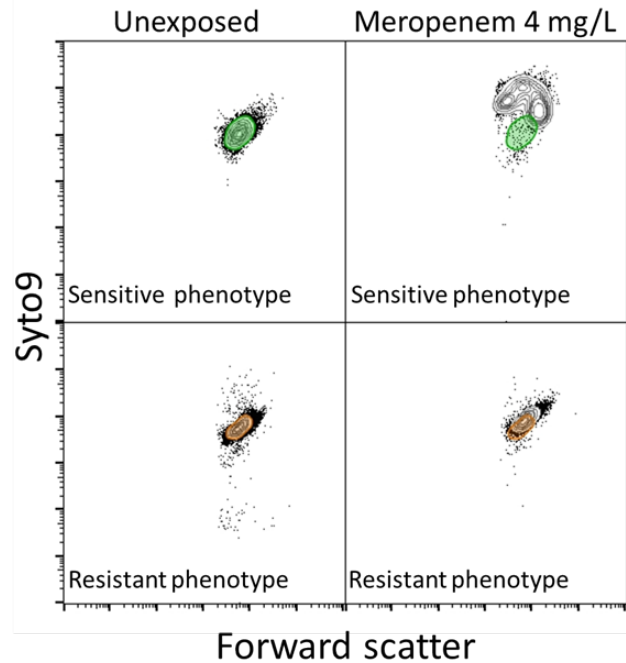 Unexposed
Meropenem 4 mg/L
Syto9
Sensitive phenotype
Sensitive phenotype
Resistant phenotype
Resistant phenotype
Forward scatter